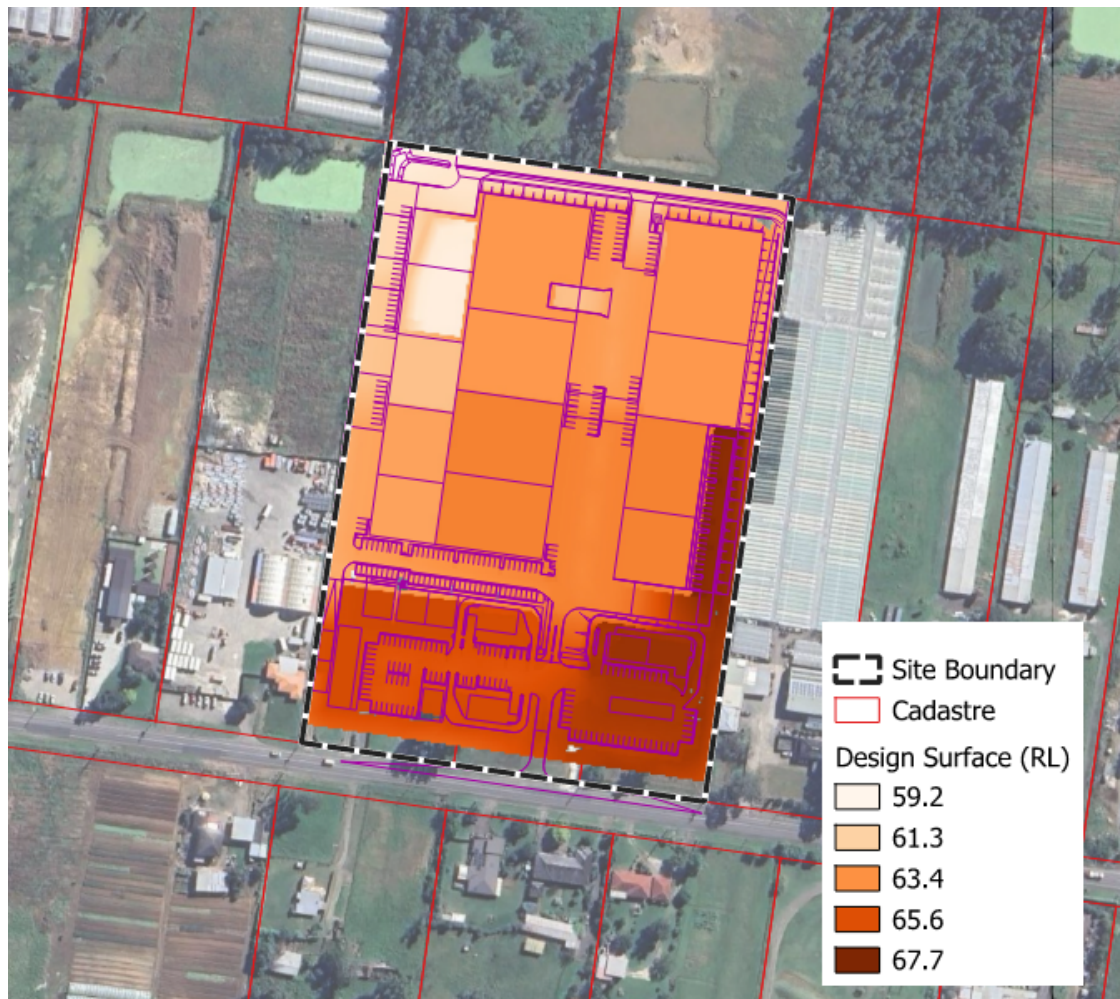 Site Boundary
Cadastre
Design Surface (RL)
59.2
61.3
63.4
65.6
67.7